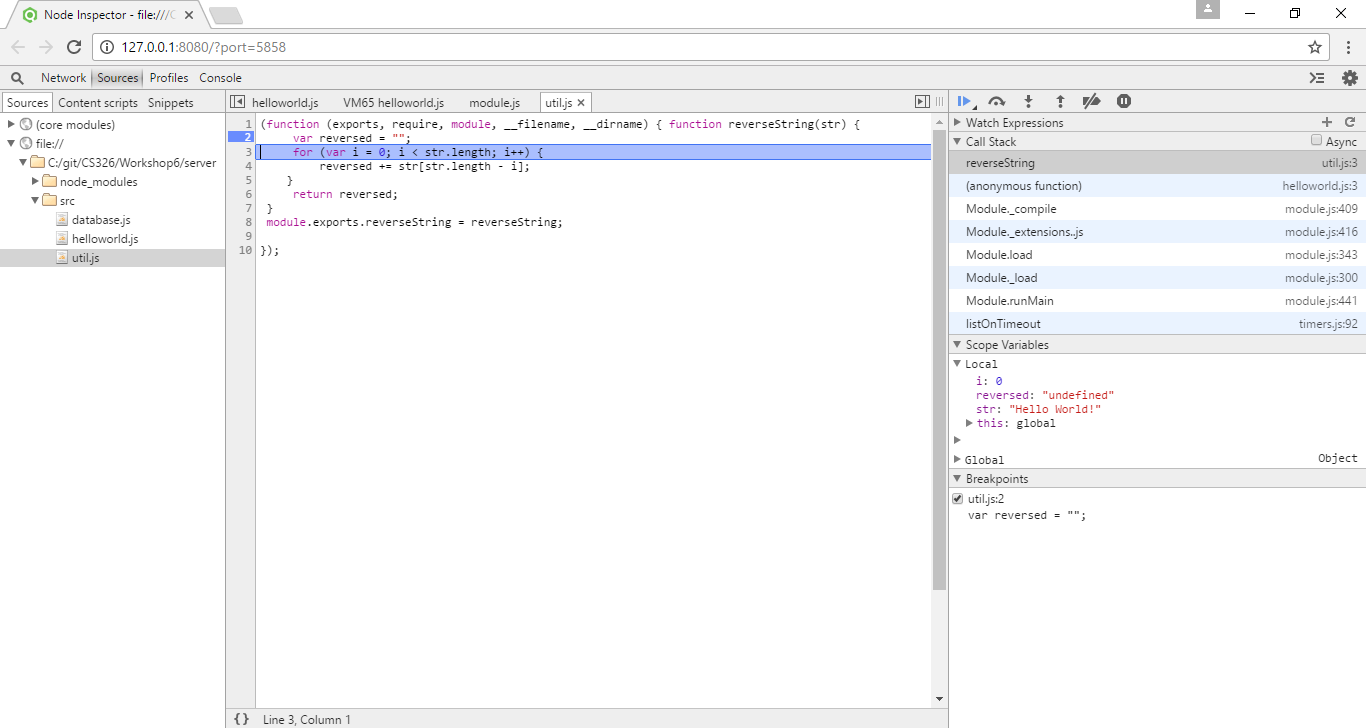 Node Inspector - file:///C
127.0.0.1:8080/?port=5858
Network Sources Profiles Console
Sources Content scripts Snippets
(core modules)
file://
C:/git/CS326/Workshop6/server
node_modules
src
database.js
helloworld.js
util.js
helloworld.js VM65 helloworld.js module.js util.js
1 (function (exports, require, module, __filename, __dirname) { function reverseString(str) {
2 var reversed = "";
3 for (var i = 0; i < str.length; i++) {
4 reversed += str[str.length - i];
5 }
6 return reversed;
7 }
8 module.exports.reverseString = reverseString;
9
10 });
{} Line 3, Column 1
Watch Expressions
Call Stack Async
reverseString util.js:3
(anonymous function) helloworld.js:3
Module._compile module.js:409
Module._extensions..js module.js:416
Module.load module.js:343
Module._load module.js:300
Module.runMain module.js:441
listOnTimeout timers.js:92
Scope Variables
Local
i: 0
reversed: "undefined"
str: "Hello World!"
this: global
Global Object
Breakpoints
util.js:2
var reversed = "";